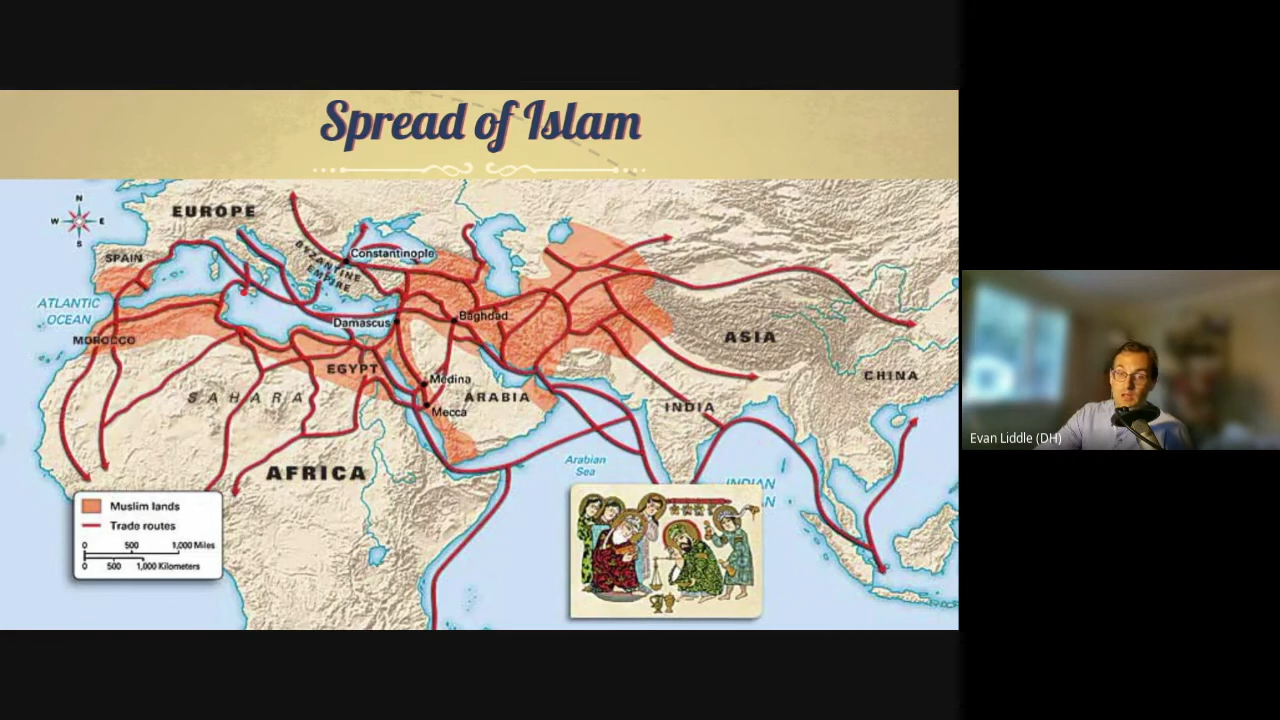 Spread of Islam
N
W E
S
EUROPE
SPAIN
BYZANTINE
EMPIRE
Constantinople
ATLANTIC
OCEAN
MOROCCO
Damascus
Baghdad
ASIA
CHINA
EGYPT
Medina
SAHARA
ARABIA
Mecca
INDIA
AFRICA
Arabian
Sea
INDIAN
Muslim lands
Trade routes
0 500 1,000 Miles
0 500 1,000 Kilometers
Evan Liddle (DH)